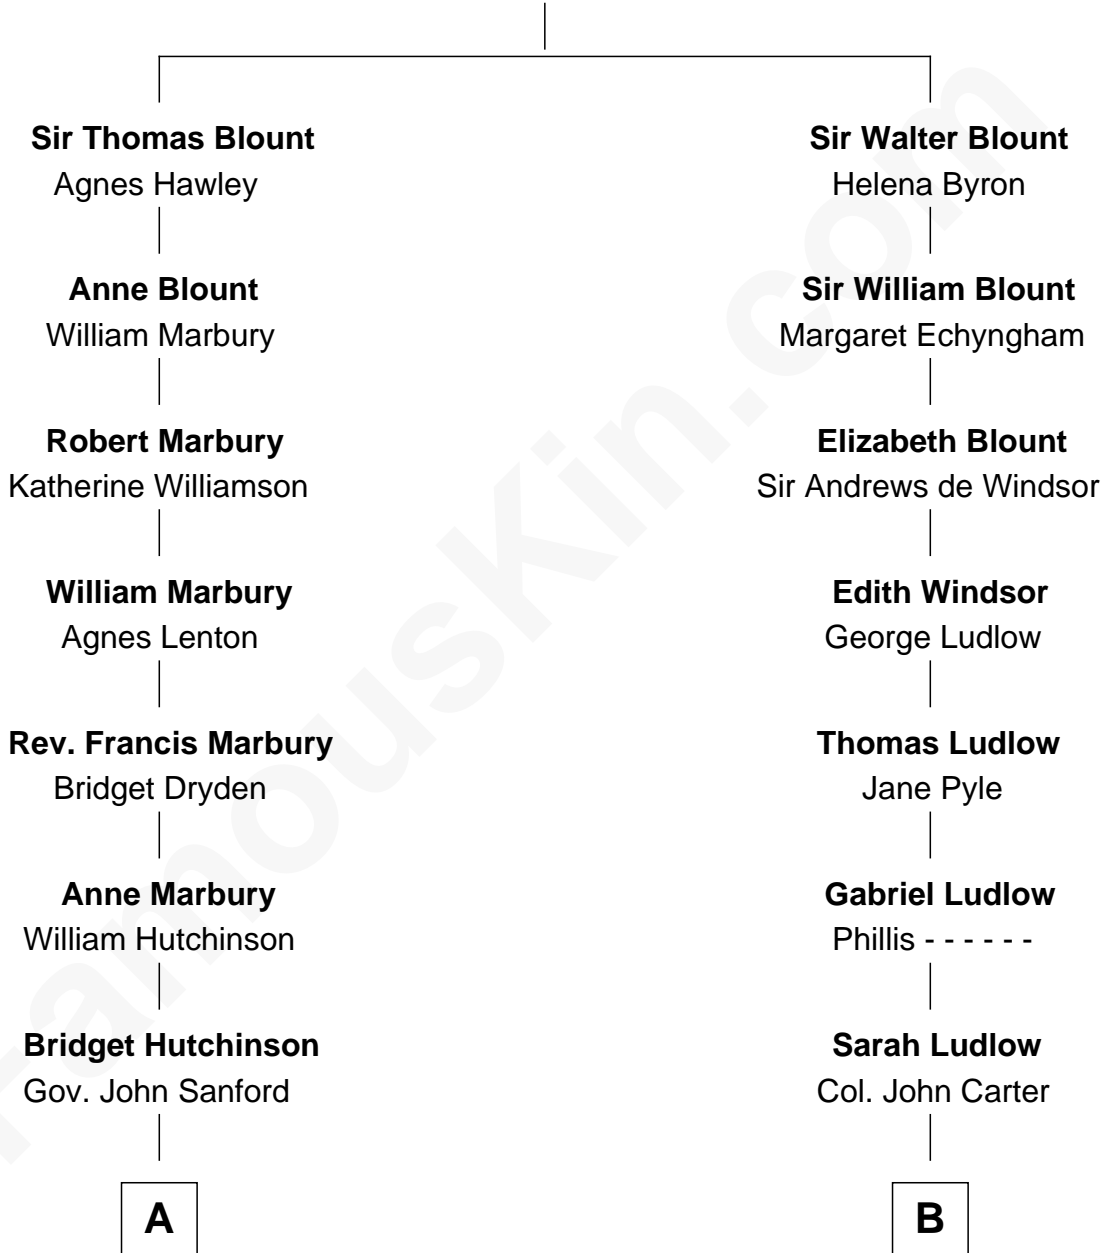 Sir Thomas Blount
Agnes Hawley
Anne Blount
William Marbury
Robert Marbury
Katherine Williamson
William Marbury
Agnes Lenton
Rev. Francis Marbury
Bridget Dryden
Anne Marbury
William Hutchinson
Bridget Hutchinson
Gov. John Sanford
A
Sir Walter Blount
Helena Byron
Sir William Blount
Margaret Echyngham
Elizabeth Blount
Sir Andrews de Windsor
Edith Windsor
George Ludlow
Thomas Ludlow
Jane Pyle
Gabriel Ludlow
Phillis - - - - - -
Sarah Ludlow
Col. John Carter
B
FamousKin.com